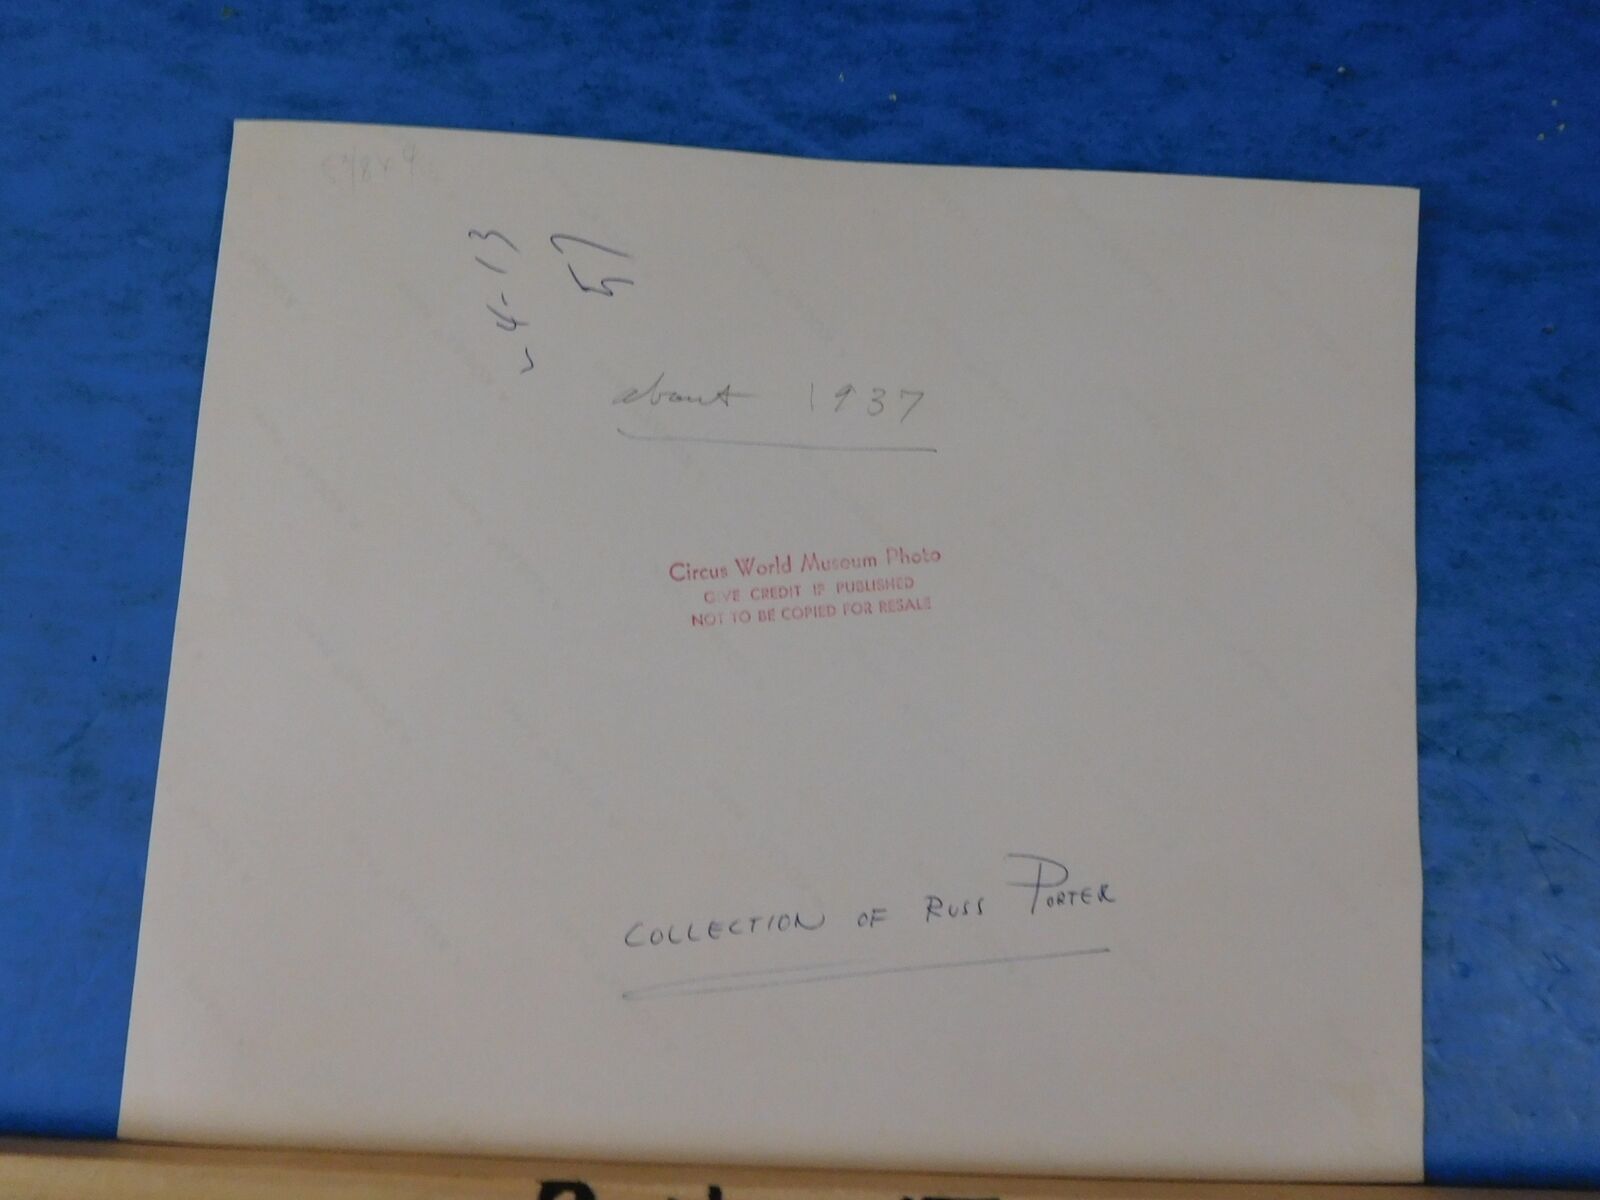 4-13
57
about 1937
Circus World Museum Photo
GIVE CREDIT IF PUBLISHED
NOT TO BE COPIED FOR RESALE
COLLECTION OF RUSS PORTER